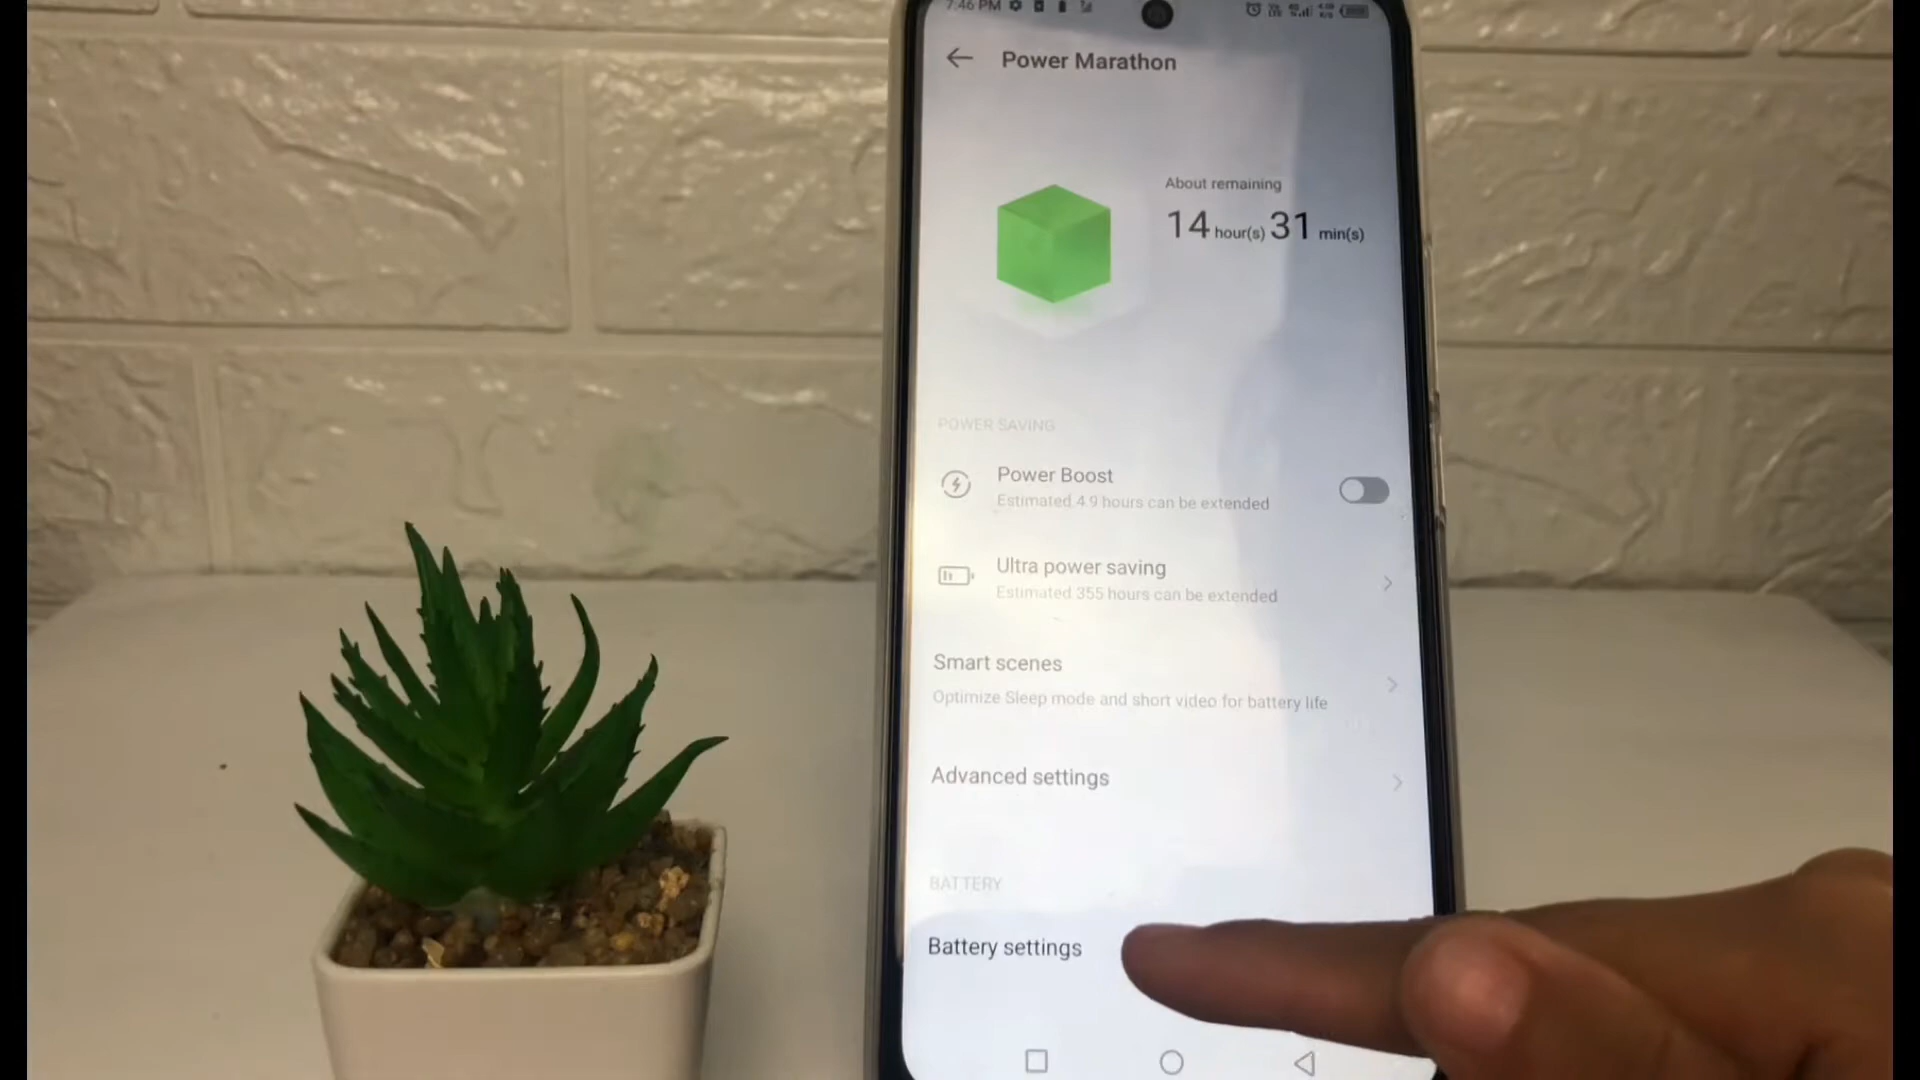 7:46 PM
Power Marathon
About remaining
14 hour(s) 31 min(s)
POWER SAVING
Power Boost
Estimated 4.9 hours can be extended
Ultra power saving
Estimated 355 hours can be extended
Smart scenes
Optimize Sleep mode and short video for battery life
Advanced settings
BATTERY
Battery settings